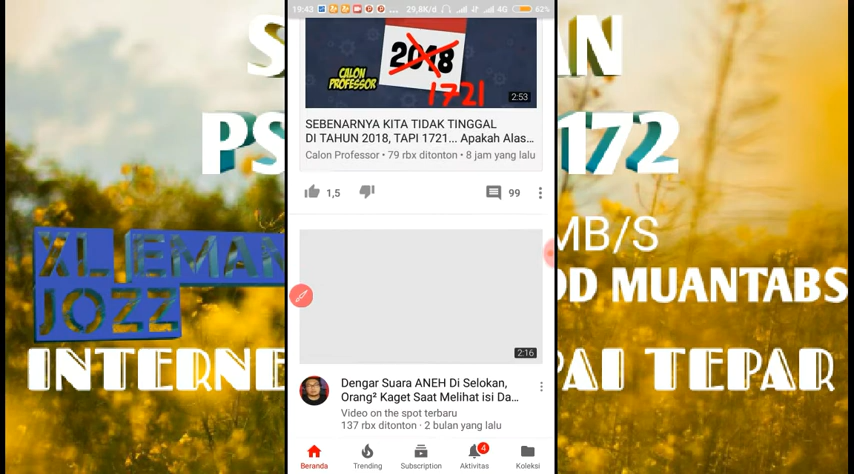 19:43 ... 29,8K/d 4G 62%
2018
1721
CALON
PROFESSOR
2:53
SEBENARNYA KITA TIDAK TINGGAL
DI TAHUN 2018, TAPI 1721... Apakah Alas...
Calon Professor • 79 rbx ditonton • 8 jam yang lalu
1,5
99
172
XL EMAN
JOZZ
MB/S
OD MUANTABS
INTERNE
PAI TEPAR
2:16
Dengar Suara ANEH Di Selokan,
Orang² Kaget Saat Melihat isi Da...
Video on the spot terbaru
137 rbx ditonton · 2 bulan yang lalu
4
Beranda
Trending
Subscription
Aktivitas
Koleksi